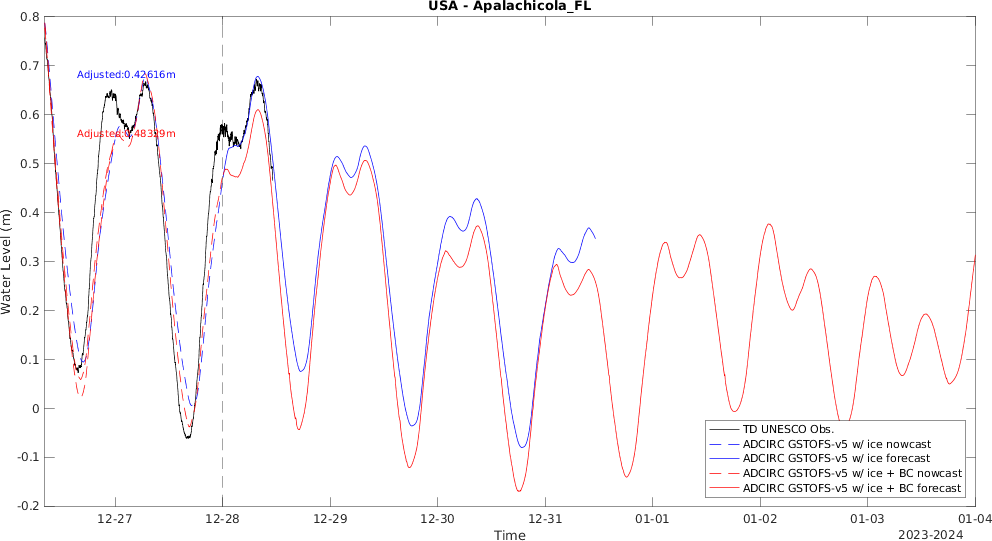 USA - Apalachicola_FL
0.8
0.7
0.6
0.5
0.4
0.3
0.2
0.1
0
-0.1
-0.2
Water Level (m)
Adjusted:0.42616m
Adjusted:0.48329m
TD UNESCO Obs.
ADCIRC GSTOFS-v5 w/ ice nowcast
ADCIRC GSTOFS-v5 w/ ice forecast
ADCIRC GSTOFS-v5 w/ ice + BC nowcast
ADCIRC GSTOFS-v5 w/ ice + BC forecast
12-27 12-28 12-29 12-30 12-31 01-01 01-02 01-03 01-04
Time
2023-2024